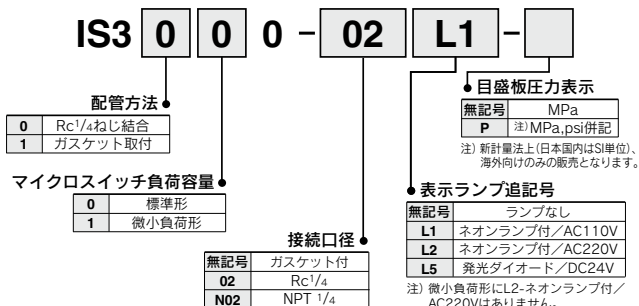 IS3 0 0 0 - 02 L1 -
配管方法
0 Rc1/4ねじ結合
1 ガスケット取付
マイクロスイッチ負荷容量
0 標準形
1 微小負荷形
接続口径
無記号 ガスケット付
02 Rc1/4
N02 NPT 1/4
目盛板圧力表示
無記号 MPa
P 注)MPa,psi併記
注) 新計量法上(日本国内はSI単位)、
海外向けのみの販売となります。
表示ランプ追記号
無記号 ランプなし
L1 ネオンランプ付／AC110V
L2 ネオンランプ付／AC220V
L5 発光ダイオード／DC24V
注) 微小負荷形にL2-ネオンランプ付／
AC220Vはありません。